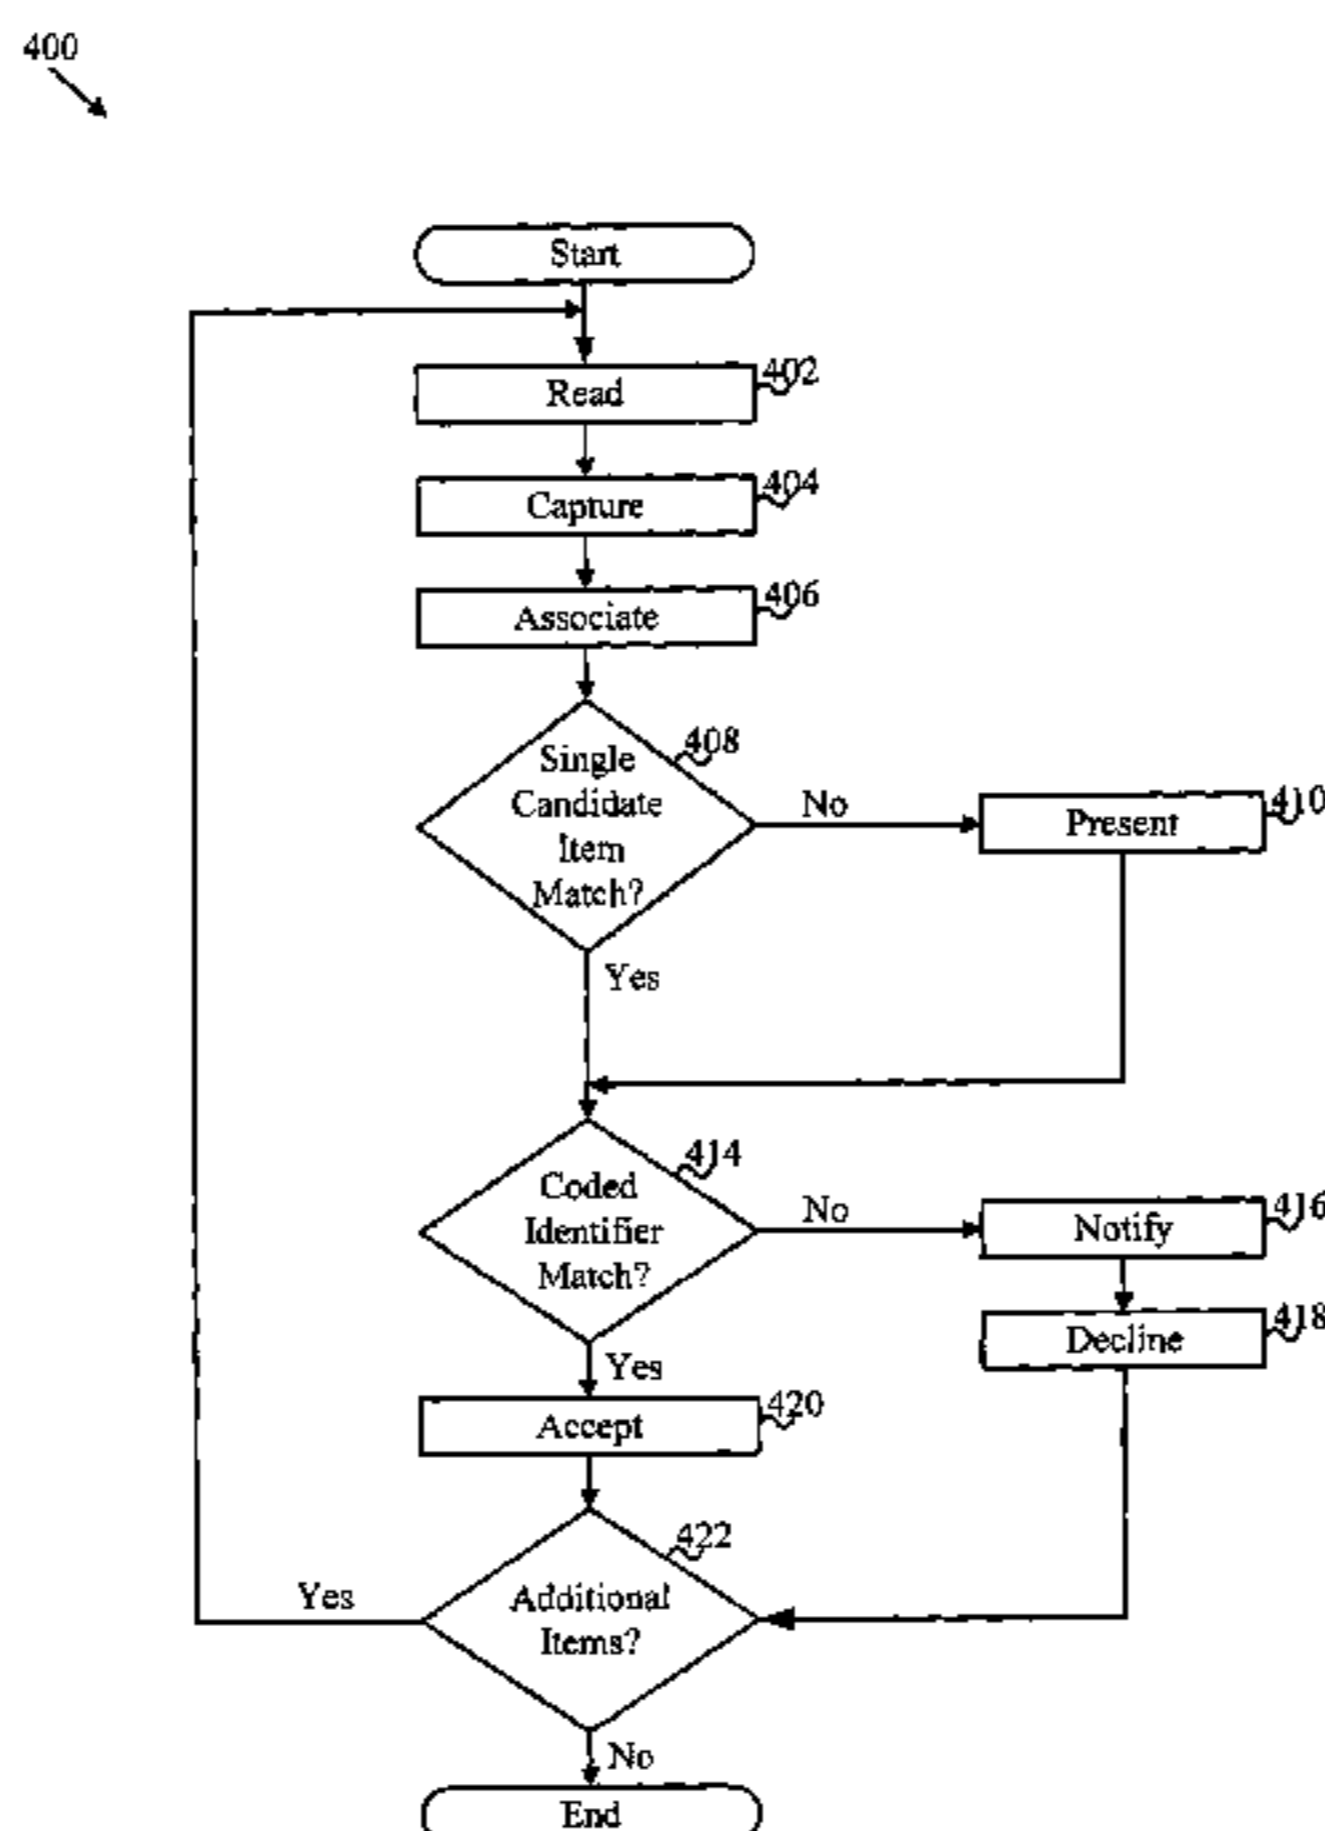 400
Start
Read
402
Capture
404
Associate
406
Single
Candidate
Item
Match?
408
No
Present
410
Yes
Coded
Identifier
Match?
414
No
Notify
416
Decline
418
Yes
Accept
420
Additional
Items?
422
Yes
No
End